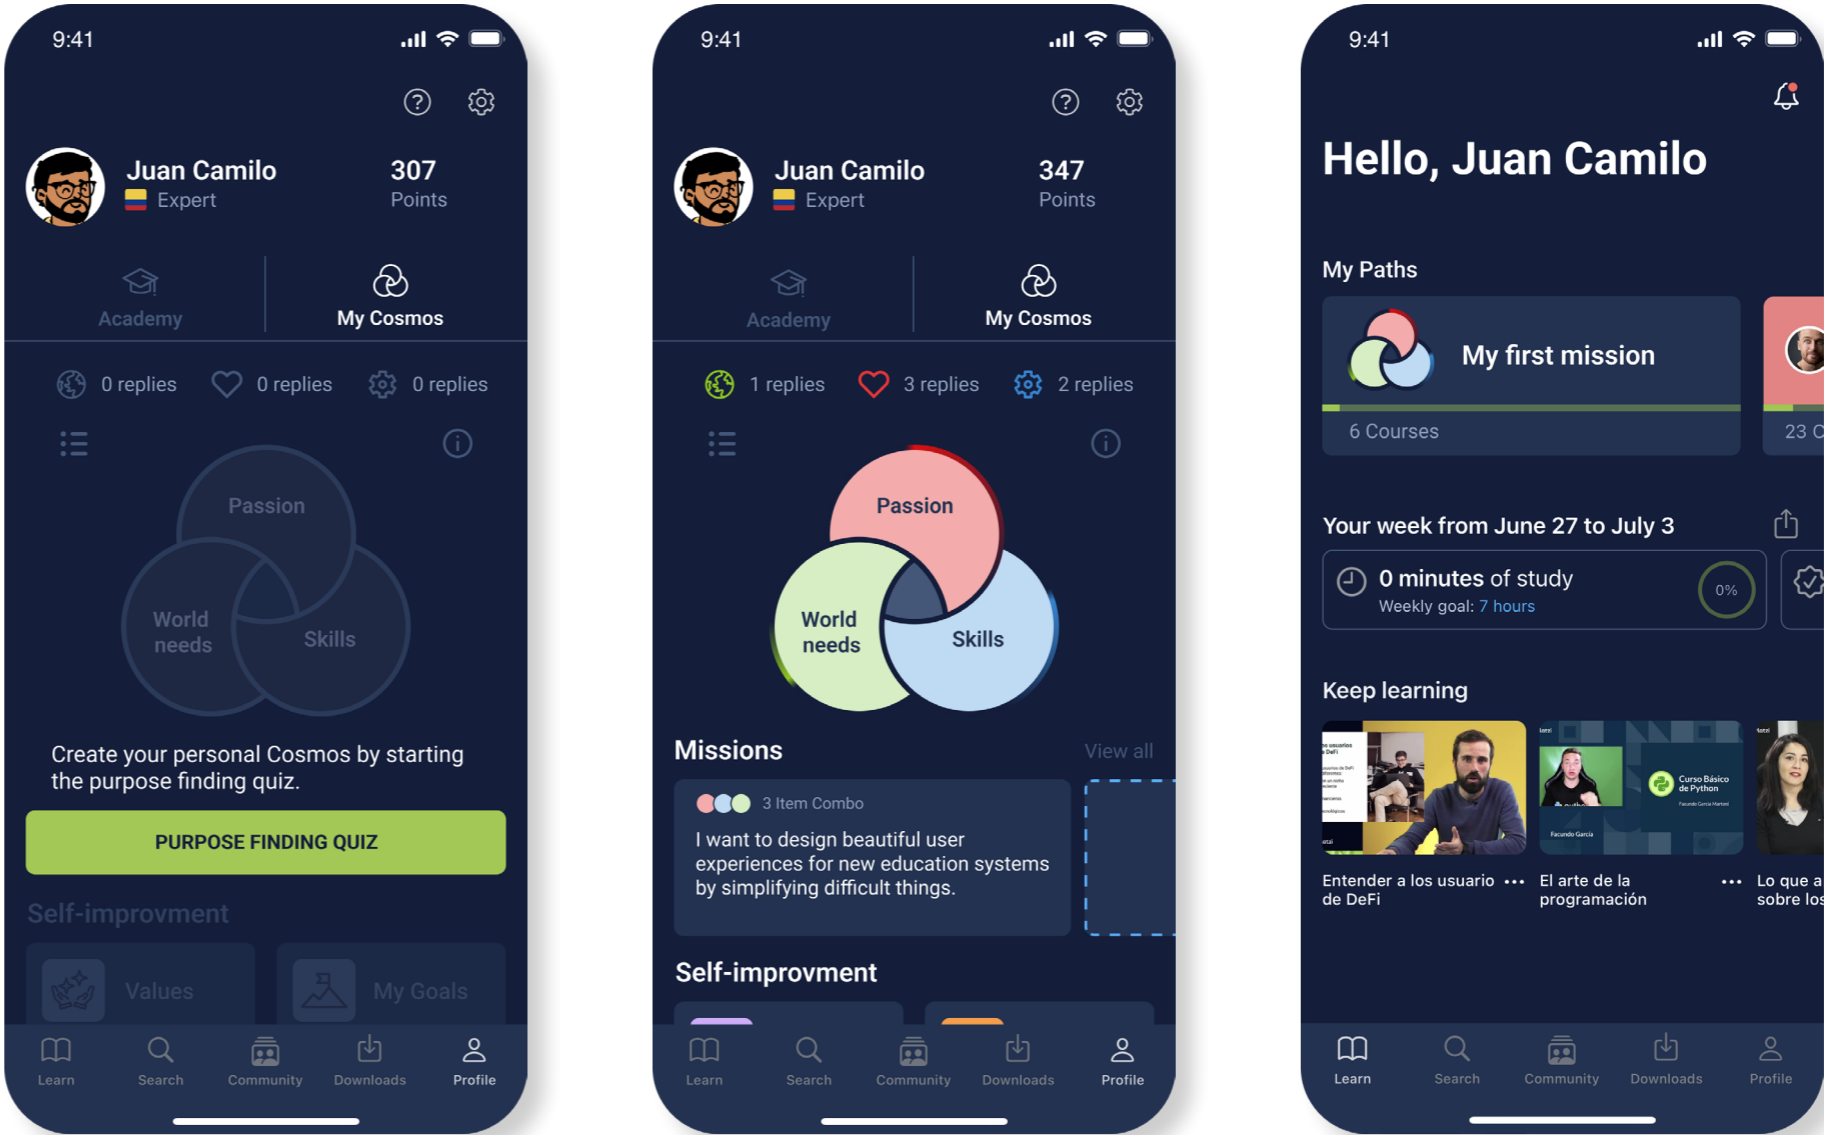 9:41
Juan Camilo
307
Expert
Points
Academy
My Cosmos
0 replies
0 replies
0 replies
Passion
World
needs
Skills
Create your personal Cosmos by starting
the purpose finding quiz.
PURPOSE FINDING QUIZ
Self-improvment
Values
My Goals
Learn
Search
Community
Downloads
Profile
9:41
Juan Camilo
347
Expert
Points
Academy
My Cosmos
1 replies
3 replies
2 replies
Passion
World
needs
Skills
Missions
View all
3 Item Combo
I want to design beautiful user
experiences for new education systems
by simplifying difficult things.
Self-improvment
Learn
Search
Community
Downloads
Profile
9:41
Hello, Juan Camilo
My Paths
My first mission
6 Courses
23 C
Your week from June 27 to July 3
0 minutes of study
Weekly goal: 7 hours
0%
Keep learning
Curso Básico
de Python
Facundo García
Entender a los usuario
de DeFi
El arte de la
programación
Lo que a
sobre los
Learn
Search
Community
Downloads
Profile